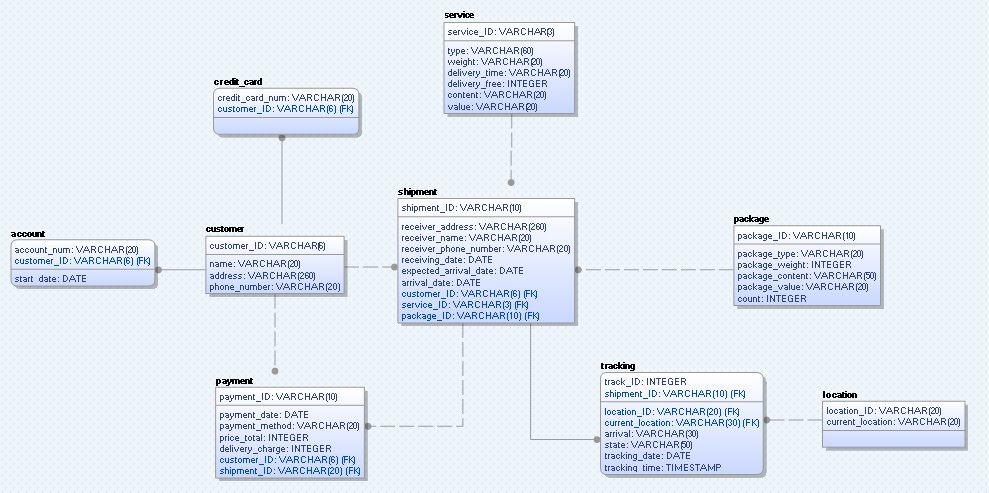 service
service_ID: VARCHAR(3)
type: VARCHAR(60)
weight: VARCHAR(20)
delivery_time: VARCHAR(20)
delivery_free: INTEGER
content: VARCHAR(20)
value: VARCHAR(20)
credit_card
credit_card_num: VARCHAR(20)
customer_ID: VARCHAR(6) (FK)
shipment
shipment_ID: VARCHAR(10)
receiver_address: VARCHAR(260)
receiver_name: VARCHAR(20)
receiver_phone_number: VARCHAR(20)
receiving_date: DATE
expected_arrival_date: DATE
arrival_date: DATE
customer_ID: VARCHAR(6) (FK)
service_ID: VARCHAR(3) (FK)
package_ID: VARCHAR(10) (FK)
account
account_num: VARCHAR(20)
customer_ID: VARCHAR(6) (FK)
start_date: DATE
customer
customer_ID: VARCHAR(6)
name: VARCHAR(20)
address: VARCHAR(260)
phone_number: VARCHAR(20)
package
package_ID: VARCHAR(10)
package_type: VARCHAR(20)
package_weight: INTEGER
package_content: VARCHAR(50)
package_value: VARCHAR(20)
count: INTEGER
payment
payment_ID: VARCHAR(10)
payment_date: DATE
payment_method: VARCHAR(20)
price_total: INTEGER
delivery_charge: INTEGER
customer_ID: VARCHAR(6) (FK)
shipment_ID: VARCHAR(20) (FK)
tracking
track_ID: INTEGER
shipment_ID: VARCHAR(10) (FK)
location_ID: VARCHAR(20) (FK)
current_location: VARCHAR(30) (FK)
arrival: VARCHAR(30)
state: VARCHAR(50)
tracking_date: DATE
tracking_time: TIMESTAMP
location
location_ID: VARCHAR(20)
current_location: VARCHAR(20)